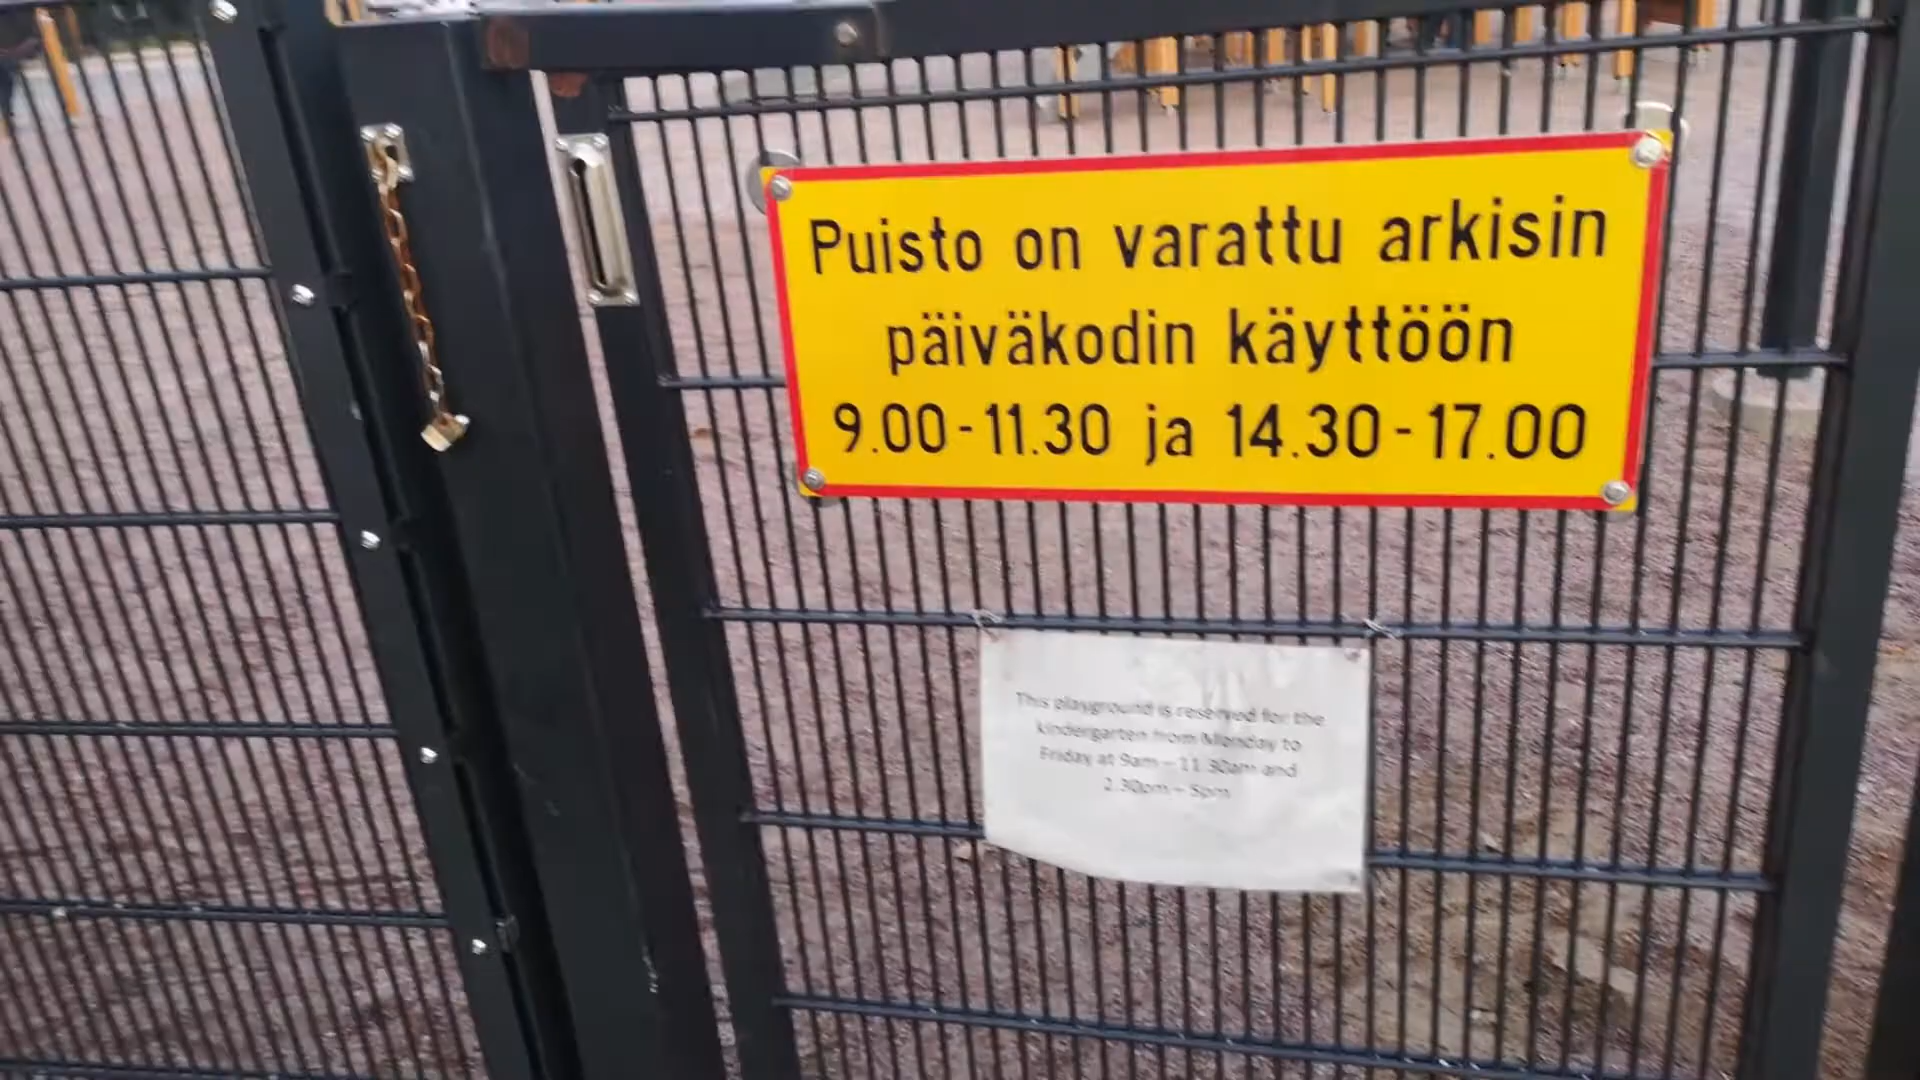 Puisto on varattu arkisin
päiväkodin käyttöön
9.00-11.30 ja 14.30-17.00
This playground is reserved for the
kindergarten from Monday to
Friday at 9am – 11.30am and
2.30pm – 5pm